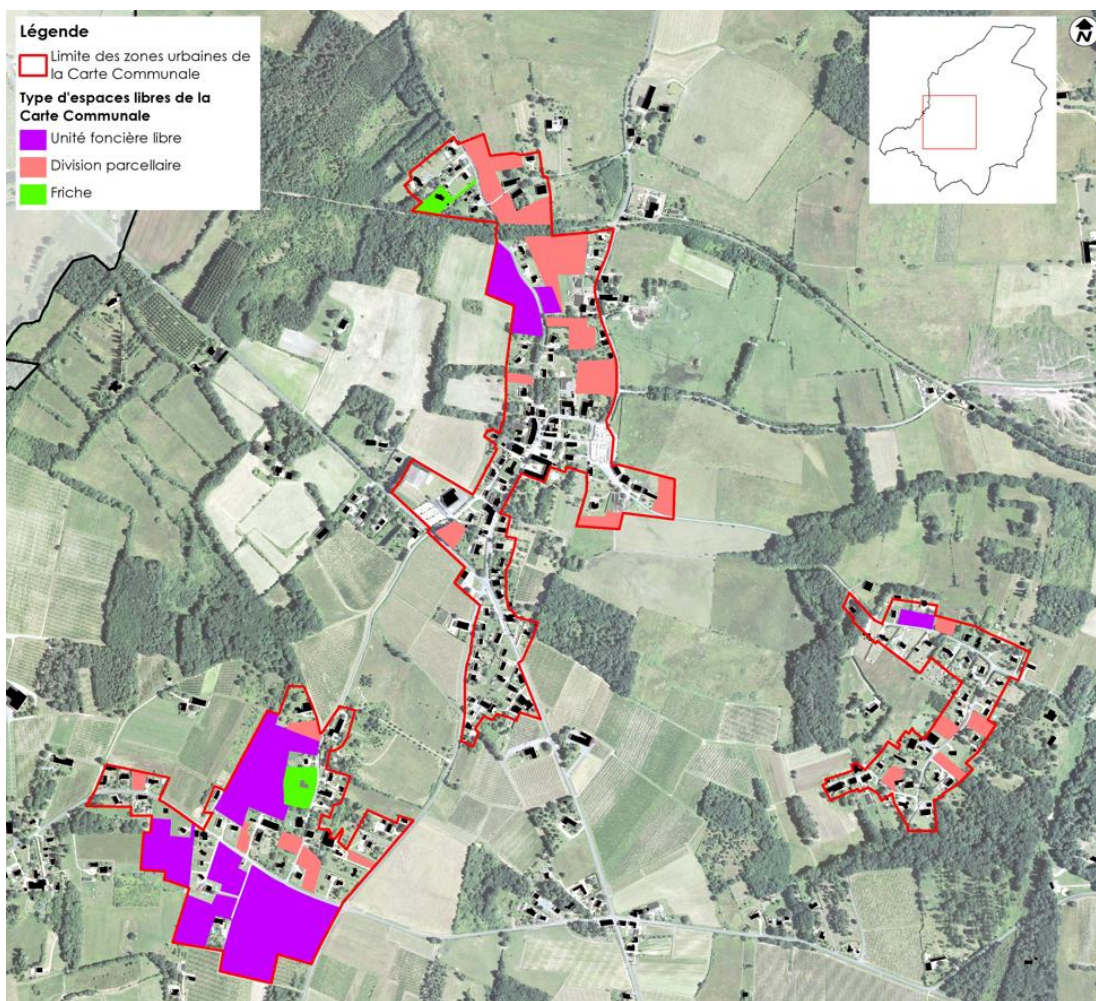 Légende
Limite des zones urbaines de
la Carte Communale
Type d'espaces libres de la
Carte Communale
Unité foncière libre
Division parcellaire
Friche
N